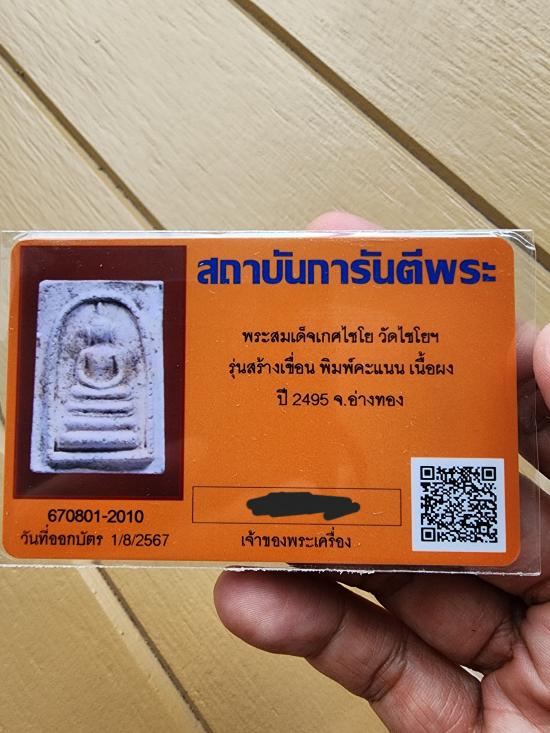 สถาบันการันตีพระ
พระสมเด็จเกศไชโย วัดไชโยฯ
รุ่นสร้างเขื่อน พิมพ์คะแนน เนื้อผง
ปี 2495 จ.อ่างทอง
670801-2010
วันที่ออกบัตร 1/8/2567
เจ้าของพระเครื่อง